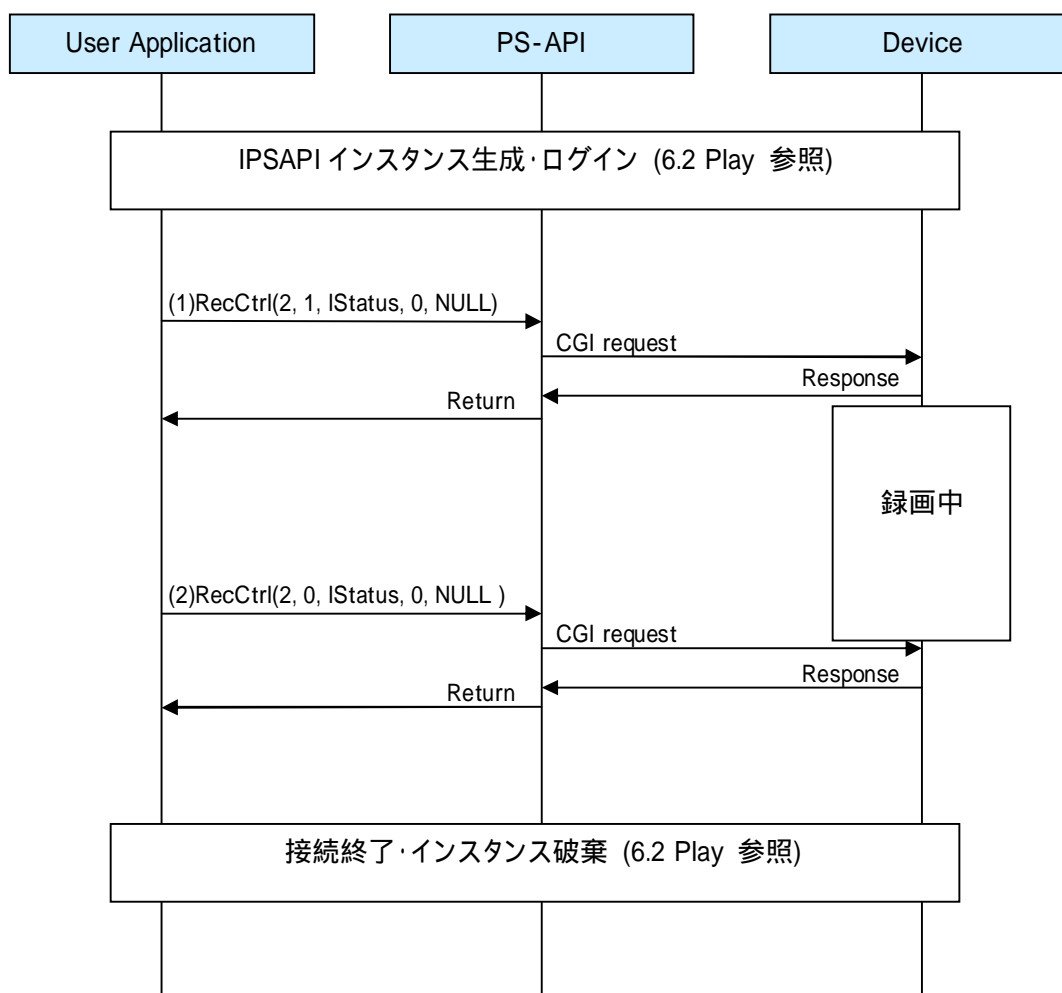 User Application
PS-API
Device
IPSAPI インスタンス生成・ログイン (6.2 Play 参照)
(1)RecCtrl(2, 1, lStatus, 0, NULL)
CGI request
Response
Return
録画中
(2)RecCtrl(2, 0, lStatus, 0, NULL )
CGI request
Response
Return
接続終了・インスタンス破棄 (6.2 Play 参照)